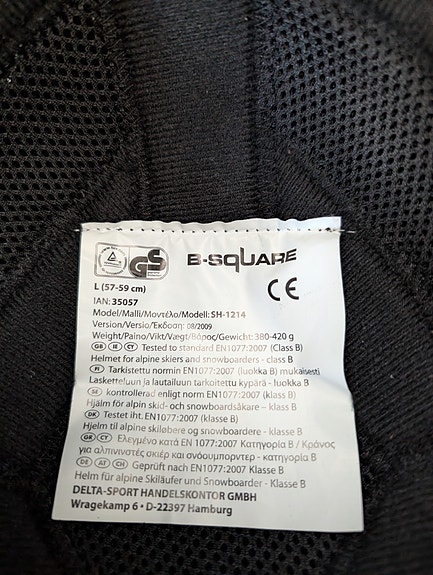 GS
B-SQUARE
L (57-59 cm)
IAN: 35057
CE
Model/Malli/Μοντέλο/Modell: SH-1214
Version/Versio/Έκδοση: 08/2009
Weight/Paino/Vikt/Vægt/Βάρος/Gewicht: 380-420 g
GB IE CY Tested to standard EN1077:2007 (Class B)
Helmet for alpine skiers and snowboarders - class B
FI Tarkistettu normin EN1077:2007 (luokka B) mukaisesti
Lasketteluun ja lautailuun tarkoitettu kypärä - luokka B
SE kontrollerad enligt norm EN1077:2007 (klass B)
Hjälm för alpin skid- och snowboardsåkare – klass B
DK Testet iht. EN1077:2007 (klasse B)
Hjelm til alpine skiløbere og snowboardere - klasse B
GR CY Ελεγμένο κατά EN 1077:2007 Κατηγορία B / Κράνος
για αλπινιστές σκιέρ και σνόουμπορντερ - κατηγορία B
DE AT CH Geprüft nach EN1077:2007 Klasse B
Helm für Alpine Skiläufer und Snowboarder - Klasse B
DELTA-SPORT HANDELSKONTOR GMBH
Wragekamp 6 • D-22397 Hamburg